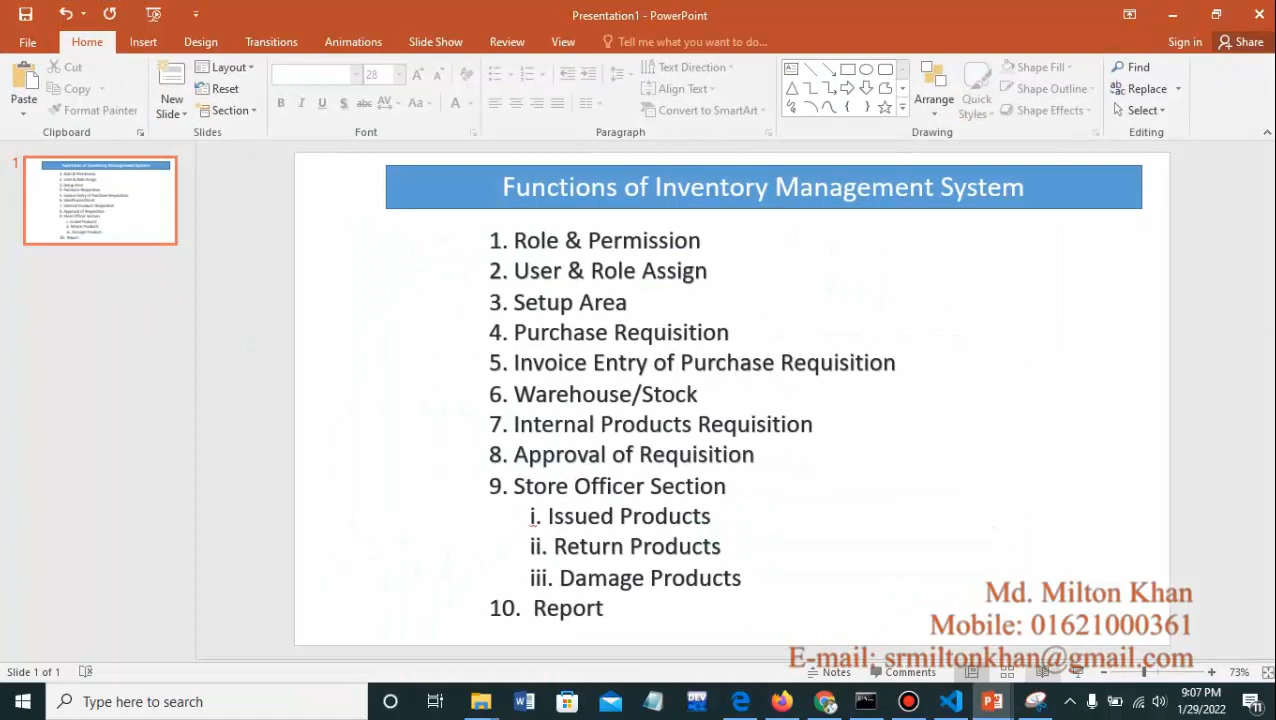 Presentation1 - PowerPoint
File Home Insert Design Transitions Animations Slide Show Review View Tell me what you want to do... Sign in Share
Paste Cut Copy Format Painter
Clipboard
New Slide Layout Reset Section
Slides
28
B I U S abc AV Aa A
Font
Text Direction Align Text Convert to SmartArt
Paragraph
Arrange Quick Styles Shape Fill Shape Outline Shape Effects
Drawing
Find Replace Select
Editing
1
Functions of Inventory Management System
1. Role & Permission
2. User & Role Assign
3. Setup Area
4. Purchase Requisition
5. Invoice Entry of Purchase Requisition
6. Warehouse/Stock
7. Internal Products Requisition
8. Approval of Requisition
9. Store Officer Section
i. Issued Products
ii. Return Products
iii. Damage Products
10. Report
Md. Milton Khan
Mobile: 01621000361
E-mail: srmiltonkhan@gmail.com
Slide 1 of 1 Notes Comments 73%
Type here to search
9:07 PM
1/29/2022
11